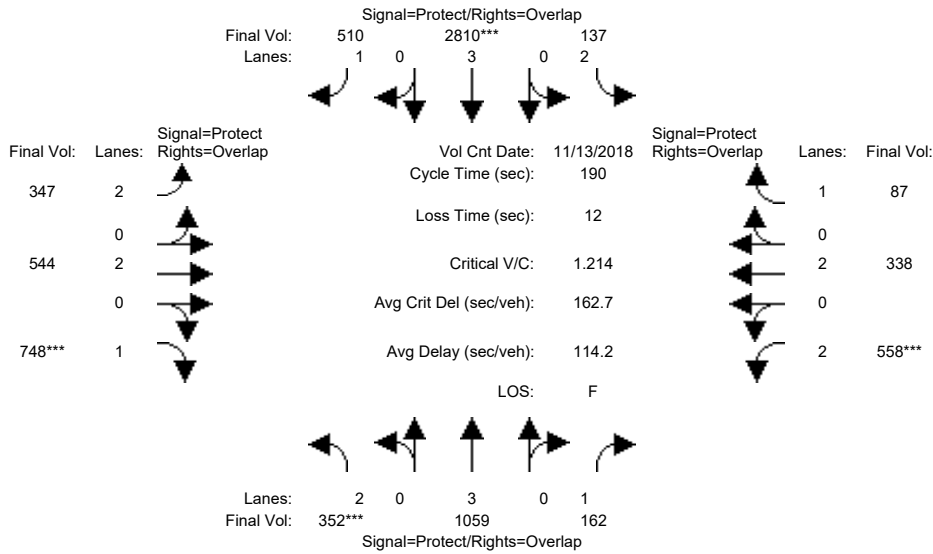 Signal=Protect/Rights=Overlap
Final Vol: 510 2810*** 137
Lanes: 1 0 3 0 2
Signal=Protect Signal=Protect
Final Vol: Lanes: Rights=Overlap Vol Cnt Date: 11/13/2018 Rights=Overlap Lanes: Final Vol:
Cycle Time (sec): 190
347 2 1 87
Loss Time (sec): 12
0 0
544 2 Critical V/C: 1.214 2 338
0 Avg Crit Del (sec/veh): 162.7 0
748*** 1 Avg Delay (sec/veh): 114.2 2 558***
LOS: F
Lanes: 2 0 3 0 1
Final Vol: 352*** 1059 162
Signal=Protect/Rights=Overlap